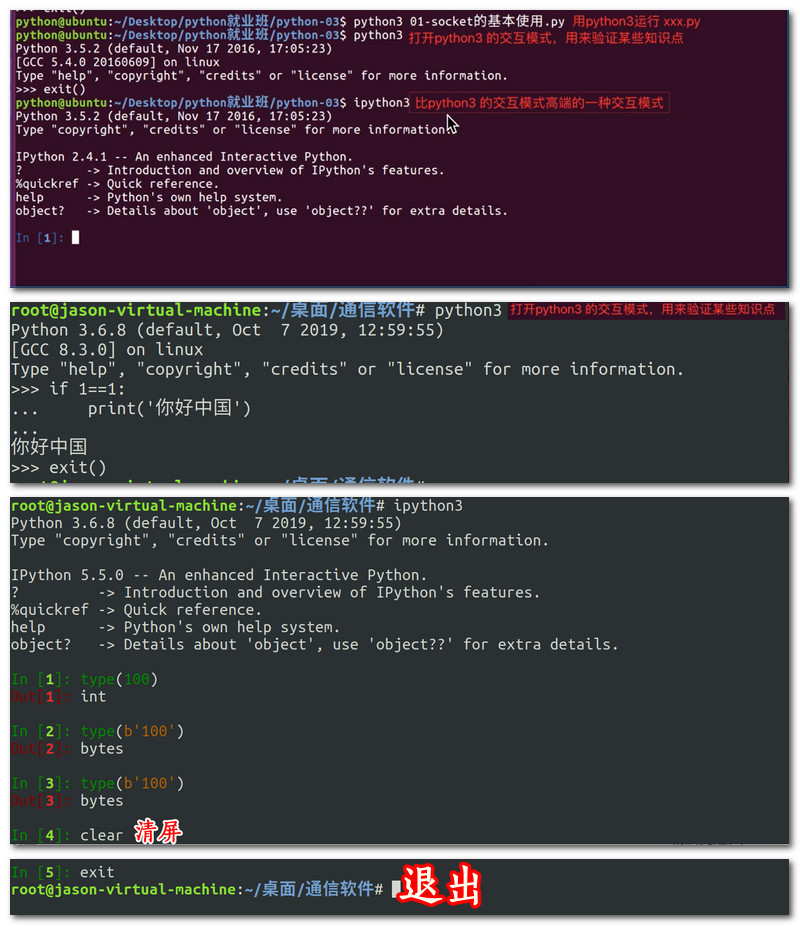 >>> exit()
python@ubuntu:~/Desktop/python就业班/python-03$ python3 01-socket的基本使用.py 用python3运行 xxx.py
python@ubuntu:~/Desktop/python就业班/python-03$ python3 打开python3 的交互模式，用来验证某些知识点
Python 3.5.2 (default, Nov 17 2016, 17:05:23)
[GCC 5.4.0 20160609] on linux
Type "help", "copyright", "credits" or "license" for more information.
>>> exit()
python@ubuntu:~/Desktop/python就业班/python-03$ ipython3 比python3 的交互模式高端的一种交互模式
Python 3.5.2 (default, Nov 17 2016, 17:05:23)
Type "copyright", "credits" or "license" for more information.
IPython 2.4.1 -- An enhanced Interactive Python.
?         -> Introduction and overview of IPython's features.
%quickref -> Quick reference.
help      -> Python's own help system.
object?   -> Details about 'object', use 'object??' for extra details.
In [1]:
root@jason-virtual-machine:~/桌面/通信软件# python3 打开python3 的交互模式，用来验证某些知识点
Python 3.6.8 (default, Oct  7 2019, 12:59:55)
[GCC 8.3.0] on linux
Type "help", "copyright", "credits" or "license" for more information.
>>> if 1==1:
...     print('你好中国')
...
你好中国
>>> exit()
root@jason-virtual-machine:~/桌面/通信软件#
root@jason-virtual-machine:~/桌面/通信软件# ipython3
Python 3.6.8 (default, Oct  7 2019, 12:59:55)
Type "copyright", "credits" or "license" for more information.
IPython 5.5.0 -- An enhanced Interactive Python.
?         -> Introduction and overview of IPython's features.
%quickref -> Quick reference.
help      -> Python's own help system.
object?   -> Details about 'object', use 'object??' for extra details.
In [1]: type(100)
Out[1]: int
In [2]: type(b'100')
Out[2]: bytes
In [3]: type(b'100')
Out[3]: bytes
In [4]: clear 清屏
In [5]: exit
root@jason-virtual-machine:~/桌面/通信软件# 退出